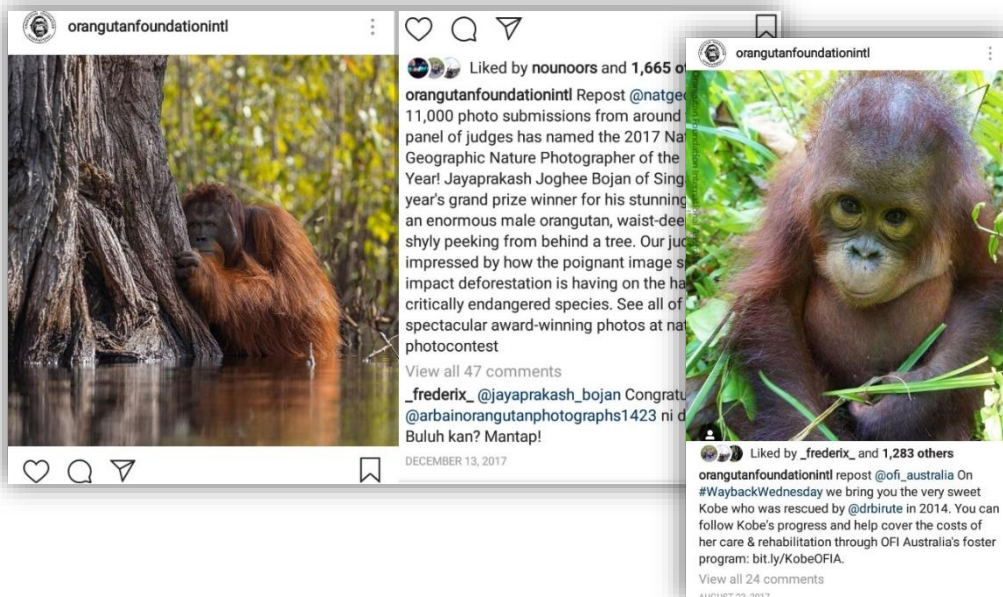 orangutanfoundationintl
Liked by nounoors and 1,665
orangutanfoundationintl Repost
11,000 photo submissions from around
panel of judges has named the 2017
Geographic Nature Photographer of the
Year! Jayaprakash Joghee Bojan of
year's grand prize winner for his stunning
an enormous male orangutan,
shyly peeking from behind a tree. Our
impressed by how the poignant image
impact deforestation is having on the
critically endangered species. See all of
spectacular award-winning photos at
photocontest
View all 47 comments
_frederix_ @jayaprakash_bojan
@arbainorangutanphotographs1423 ni
Buluh kan? Mantap!
DECEMBER 13, 2017
orangutanfoundationintl
Liked by _frederix_ and 1,283 others
orangutanfoundationintl repost @ofi_australia On
#WaybackWednesday we bring you the very sweet
Kobe who was rescued by @drbirute in 2014. You can
follow Kobe's progress and help cover the costs of
her care & rehabilitation through OFI Australia's foster
program: bit.ly/KobeOFIA.
View all 24 comments